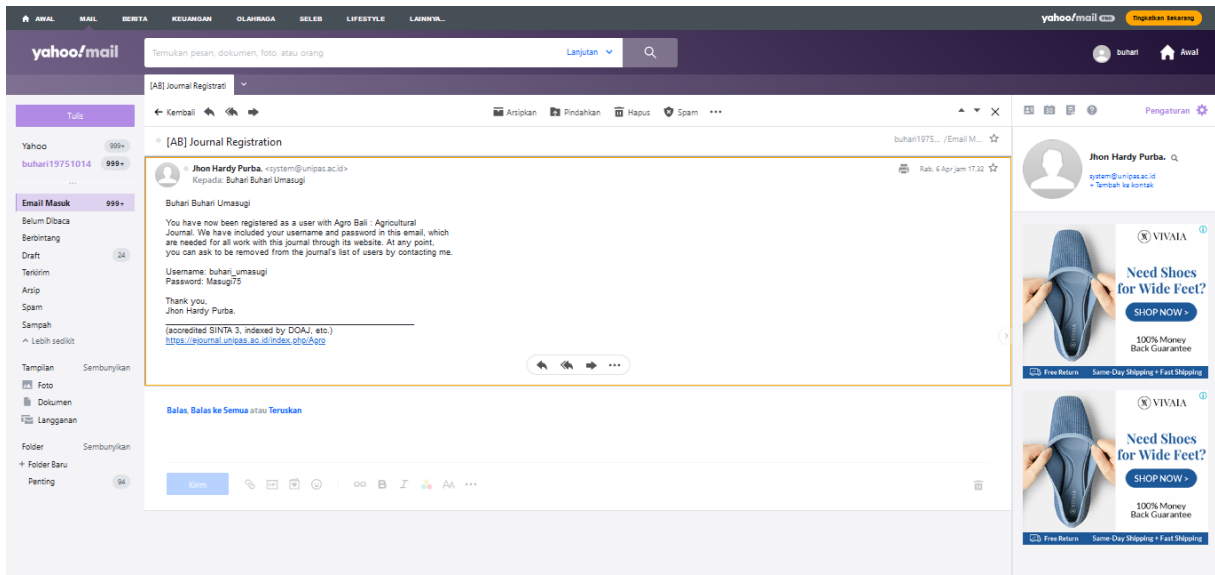 AWAL MAIL BERITA KEUANGAN OLAHRAGA SELEB LIFESTYLE LAINNYA...
yahoo!mail PRO Tingkatkan Sekarang
yahoo!mail
Temukan pesan, dokumen, foto, atau orang
Lanjutan
buhari
Awal
[AB] Journal Registrati
Tulis
Kembali
Arsipkan Pindahkan Hapus Spam
Pengaturan
Yahoo 999+
buhari19751014 999+
Email Masuk 999+
Belum Dibaca
Berbintang
Draft 24
Terkirim
Arsip
Spam
Sampah
Lebih sedikit
Tampilan Sembunyikan
Foto
Dokumen
Langganan
Folder Sembunyikan
+ Folder Baru
Penting 94
[AB] Journal Registration
buhari1975... /Email M...
Jhon Hardy Purba. <system@unipas.ac.id>
Kepada: Buhari Buhari Umasugi
Rab, 6 Apr jam 17.32
Buhari Buhari Umasugi
You have now been registered as a user with Agro Bali : Agricultural
Journal. We have included your username and password in this email, which
are needed for all work with this journal through its website. At any point,
you can ask to be removed from the journal's list of users by contacting me.
Username: buhari_umasugi
Password: Masugi75
Thank you,
Jhon Hardy Purba.
(accredited SINTA 3, indexed by DOAJ, etc.)
https://ejournal.unipas.ac.id/index.php/Agro
Balas, Balas ke Semua atau Teruskan
Kirim
GIF
B I AA
Jhon Hardy Purba.
system@unipas.ac.id
+ Tambah ke kontak
VIVAIA
Need Shoes
for Wide Feet?
SHOP NOW >
100% Money
Back Guarantee
Free Return Same-Day Shipping + Fast Shipping
VIVAIA
Need Shoes
for Wide Feet?
SHOP NOW >
100% Money
Back Guarantee
Free Return Same-Day Shipping + Fast Shipping